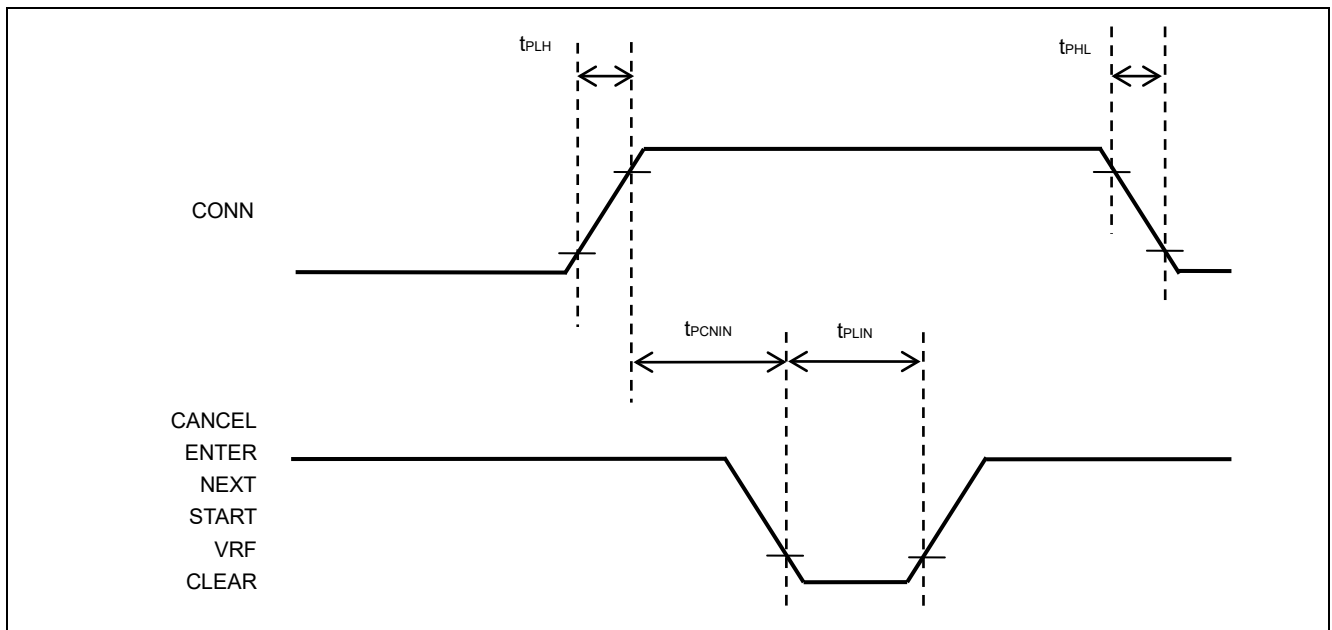 tPLH
tPHL
CONN
tPCNIN
tPLIN
CANCEL
ENTER
NEXT
START
VRF
CLEAR